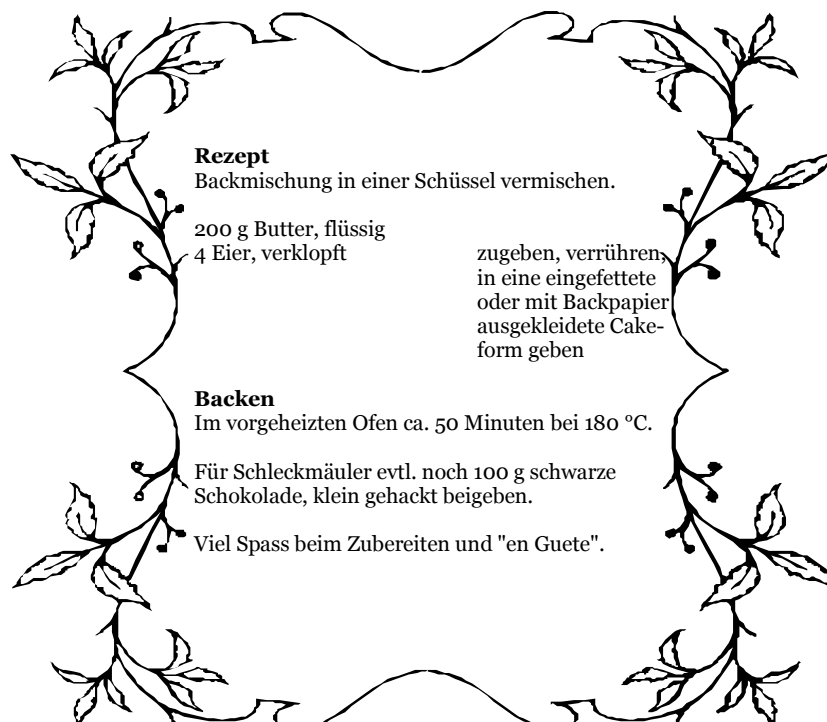 Rezept
Backmischung in einer Schüssel vermischen.
200 g Butter, flüssig
4 Eier, verklopft
zugeben, verrühren,
in eine eingefettete
oder mit Backpapier
ausgekleidete Cake-
form geben
Backen
Im vorgeheizten Ofen ca. 50 Minuten bei 180 °C.
Für Schleckmäuler evtl. noch 100 g schwarze
Schokolade, klein gehackt beigeben.
Viel Spass beim Zubereiten und "en Guete".